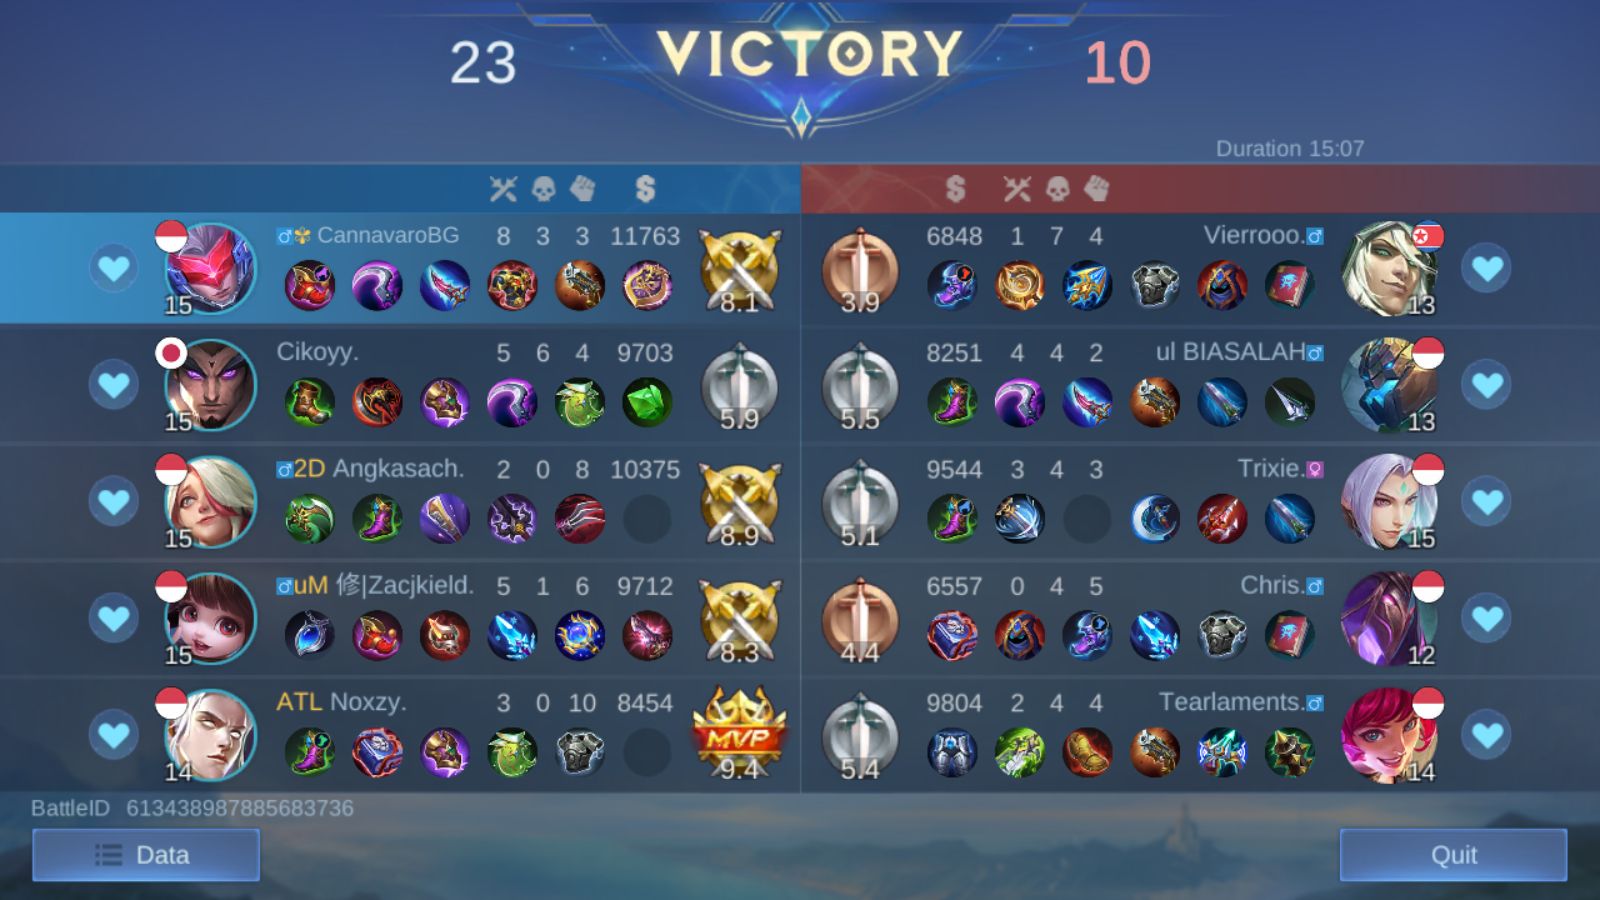 23 VICTORY 10
Duration 15:07
CannavaroBG 8 3 3 11763
15 8.1
6848 1 7 4 Vierrooo.
3.9 13
Cikoyy. 5 6 4 9703
15 5.9
8251 4 4 2 ul BIASALAH
5.5 13
2D Angkasach. 2 0 8 10375
15 8.9
9544 3 4 3 Trixie.
5.1 15
uM 修|Zacjkield. 5 1 6 9712
15 8.3
6557 0 4 5 Chris.
4.4 12
ATL Noxzy. 3 0 10 8454
MVP
14 9.4
9804 2 4 4 Tearlaments.
5.4 14
BattleID 613438987885683736
Data
Quit